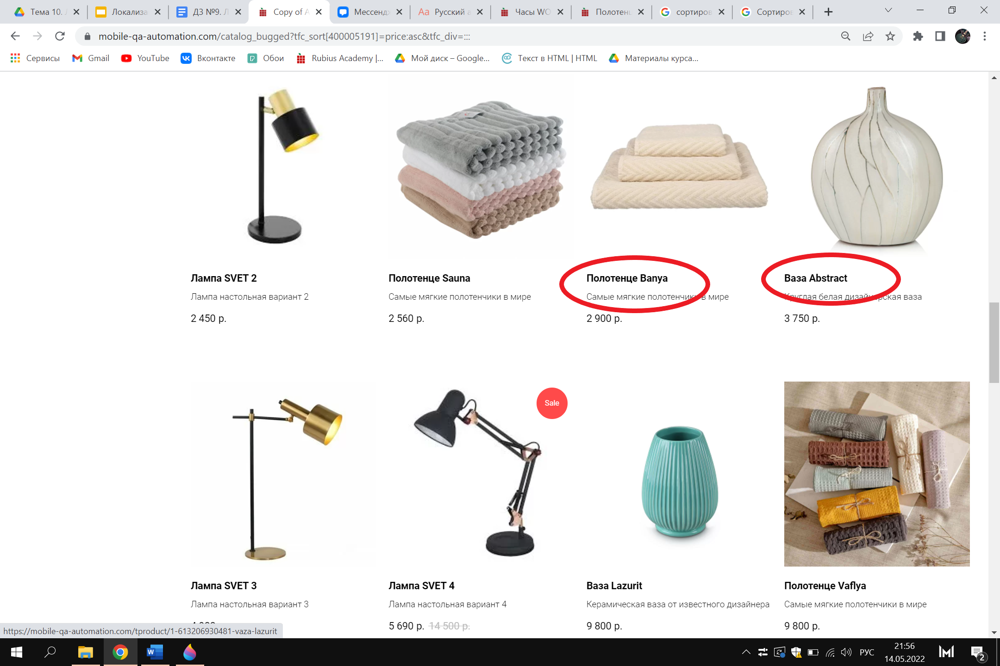 Тема 10. Л
Локализа
ДЗ №9. Л
Copy of A
Мессендж
Aa Русский а
Часы WO
Полотенц
сортиров
Сортиров
mobile-qa-automation.com/catalog_bugged?tfc_sort[400005191]=price:asc&tfc_div=:::
Сервисы
Gmail
YouTube
Вконтакте
Обои
Rubius Academy |...
Мой диск – Google...
Текст в HTML | HTML
Материалы курса...
Лампа SVET 2
Лампа настольная вариант 2
2 450 р.
Полотенце Sauna
Самые мягкие полотенчики в мире
2 560 р.
Полотенце Banya
Самые мягкие полотенчики в мире
2 900 р.
Ваза Abstract
Круглая белая дизайнерская ваза
3 750 р.
Sale
Лампа SVET 3
Лампа настольная вариант 3
Лампа SVET 4
Лампа настольная вариант 4
5 690 р. 14 500 р.
Ваза Lazurit
Керамическая ваза от известного дизайнера
9 800 р.
Полотенце Vaflya
Самые мягкие полотенчики в мире
9 800 р.
https://mobile-qa-automation.com/tproduct/1-613206930481-vaza-lazurit
РУС
21:56
14.05.2022
2